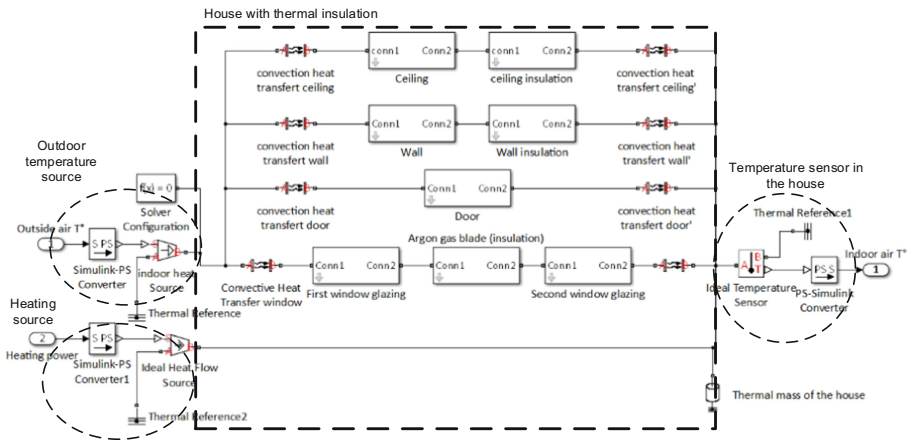 House with thermal insulation
conn1 Conn2
conn1 Conn2
convection heat
transfert ceiling
Ceiling
ceiling insulation
convection heat
transfert ceiling'
Conn1 Conn2
Conn1 Conn2
convection heat
transfert wall
Wall
Wall insulation
convection heat
transfert wall'
Outdoor
temperature
source
f(x) = 0
Solver
Configuration
Conn1 Conn2
convection heat
transfert door
Door
convection heat
transfert door'
Temperature sensor in
the house
Thermal Reference1
Outside air T°
S PS
Simulink-PS
Converter
indoor heat
Source
Thermal Reference
Argon gas blade (insulation)
Conn1 Conn2
Conn1 Conn2
Conn1 Conn2
Convective Heat
Transfer window
First window glazing
Second window glazing
A B T
Ideal Temperature
Sensor
PS S
PS-Simulink
Converter
Indoor air T°
1
Heating
source
2
Heating power
S PS
Simulink-PS
Converter1
Ideal Heat Flow
Source
Thermal Reference2
Thermal mass of the house